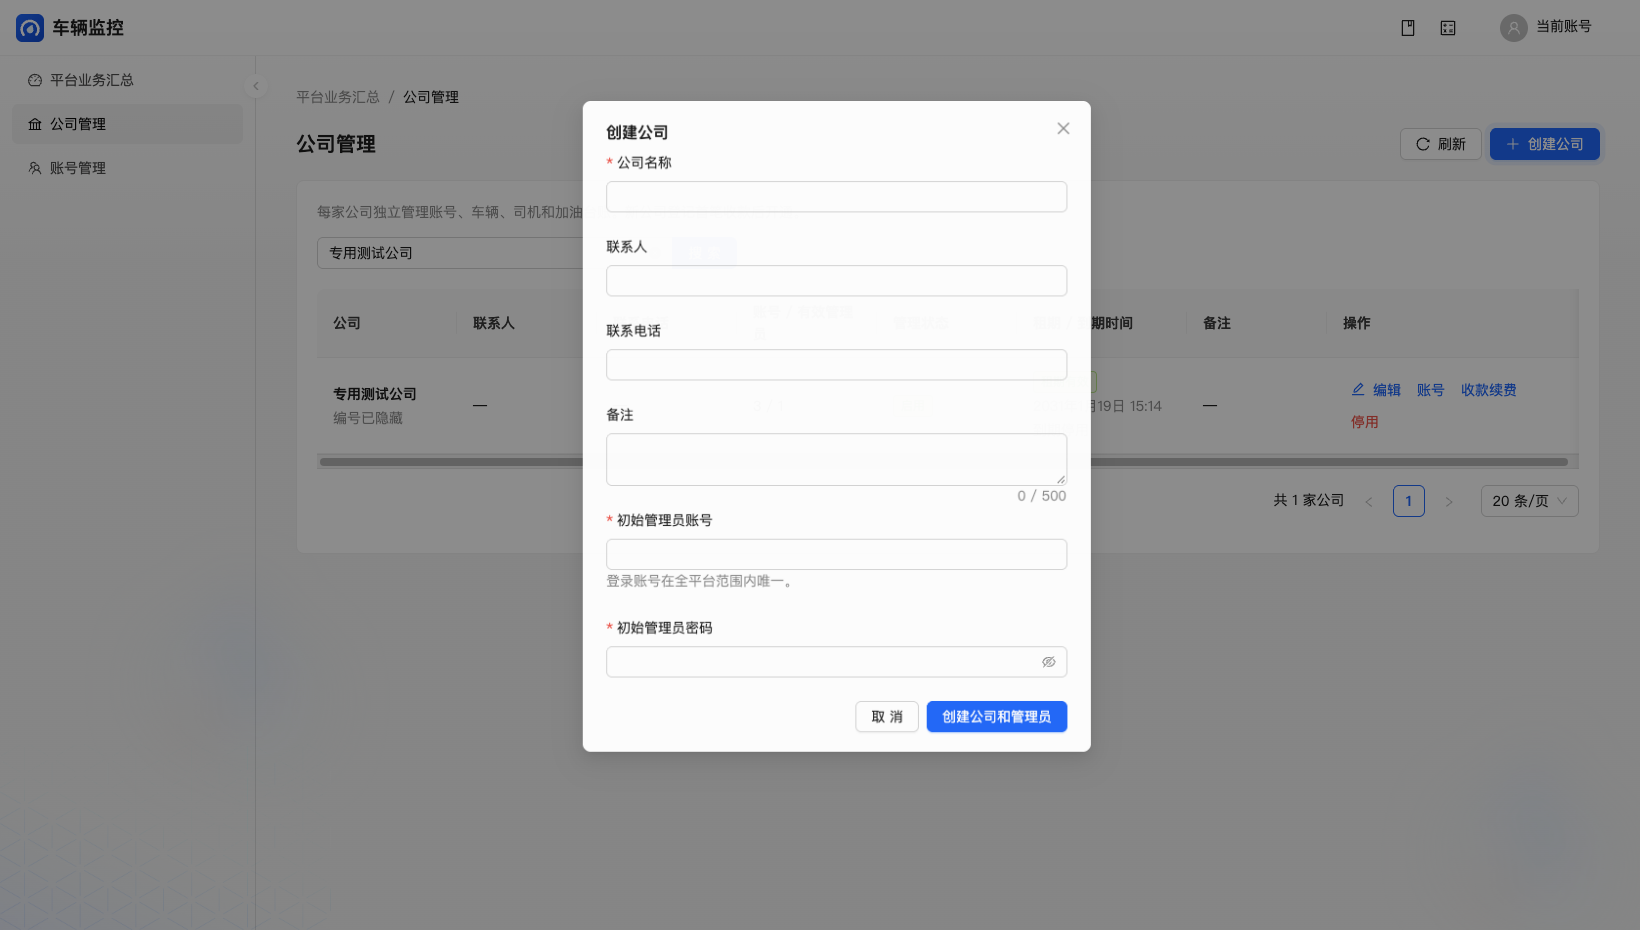 车辆监控
当前账号
平台业务汇总
公司管理
账号管理
平台业务汇总 / 公司管理
公司管理
刷新
创建公司
每家公司独立管理账号、车辆、司机和加油
专用测试公司
公司
联系人
期时间
备注
操作
专用测试公司
编号已隐藏
—
月19日 15:14
—
编辑
账号
收款续费
停用
共 1 家公司
1
20 条/页
创建公司
* 公司名称
联系人
联系电话
备注
0 / 500
* 初始管理员账号
登录账号在全平台范围内唯一。
* 初始管理员密码
取 消
创建公司和管理员